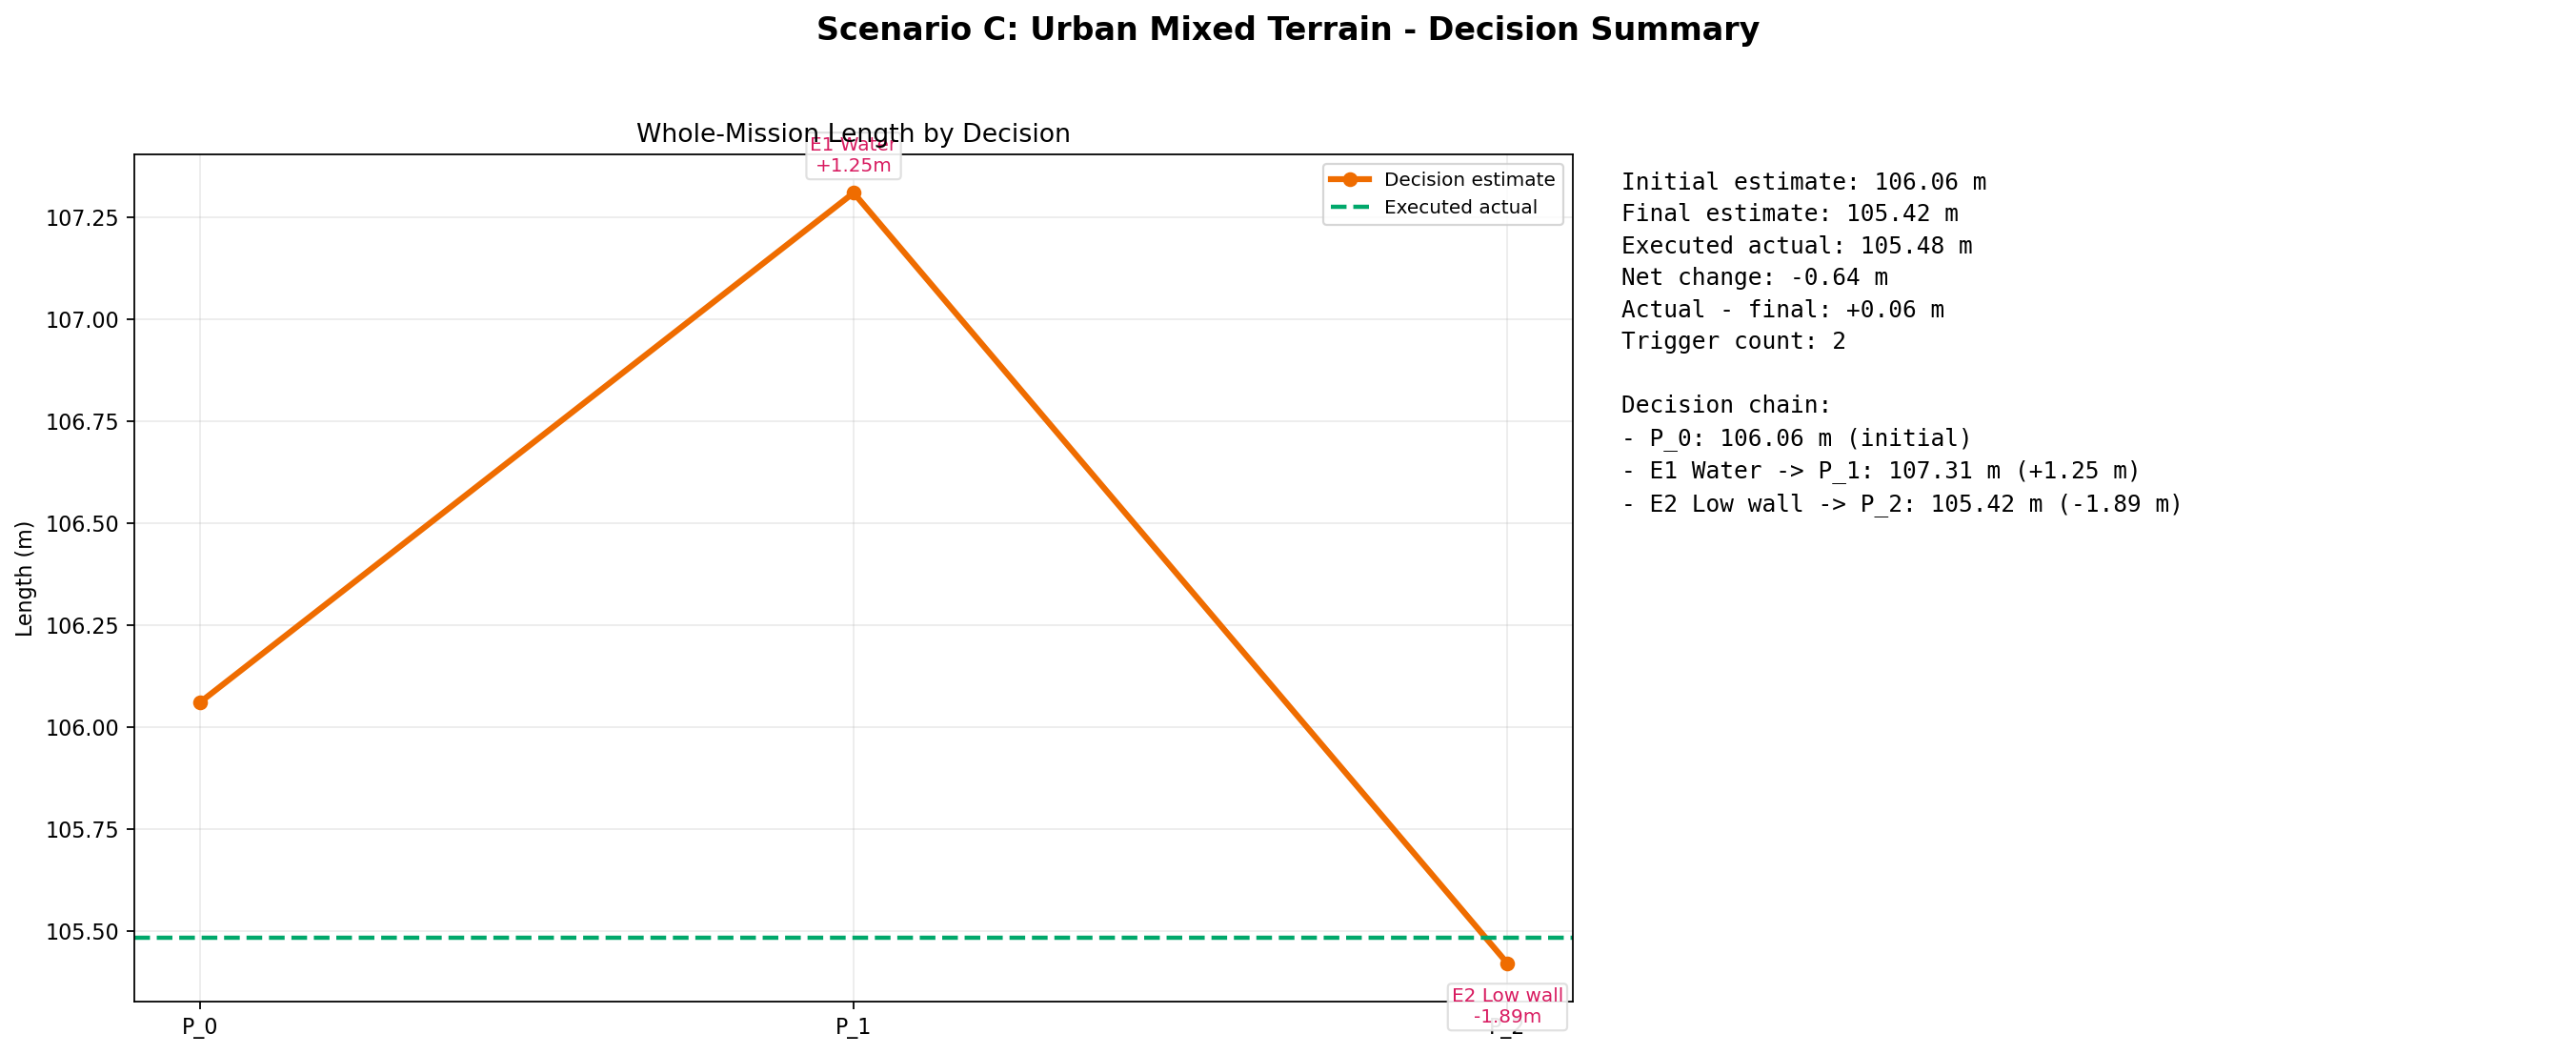 Scenario C: Urban Mixed Terrain - Decision Summary
Whole-Mission Length by Decision
E1 Water
+1.25m
Decision estimate
Executed actual
Length (m)
107.25
107.00
106.75
106.50
106.25
106.00
105.75
105.50
E2 Low wall
-1.89m
P_0
P_1
P_2
Initial estimate: 106.06 m
Final estimate: 105.42 m
Executed actual: 105.48 m
Net change: -0.64 m
Actual - final: +0.06 m
Trigger count: 2
Decision chain:
- P_0: 106.06 m (initial)
- E1 Water -> P_1: 107.31 m (+1.25 m)
- E2 Low wall -> P_2: 105.42 m (-1.89 m)